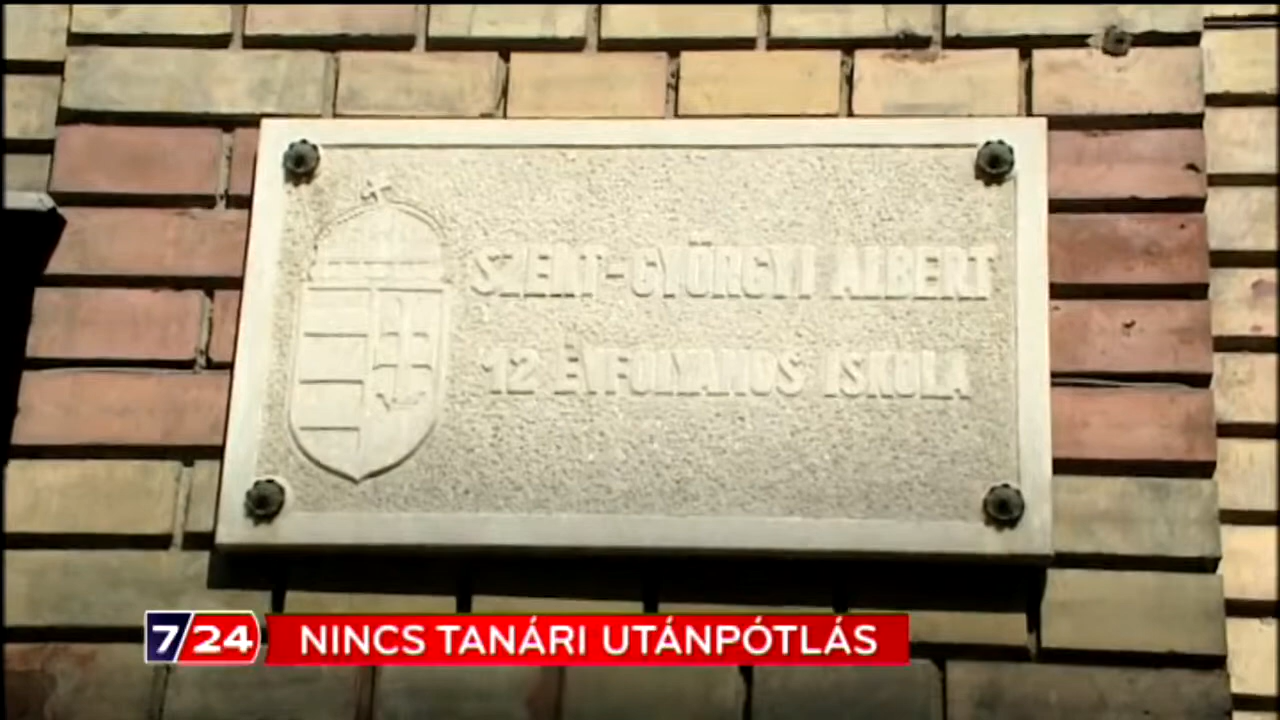 SZENT-GYÖRGYI ALBERT
12 ÉVFOLYAMOS ISKOLA
7/24 NINCS TANÁRI UTÁNPÓTLÁS